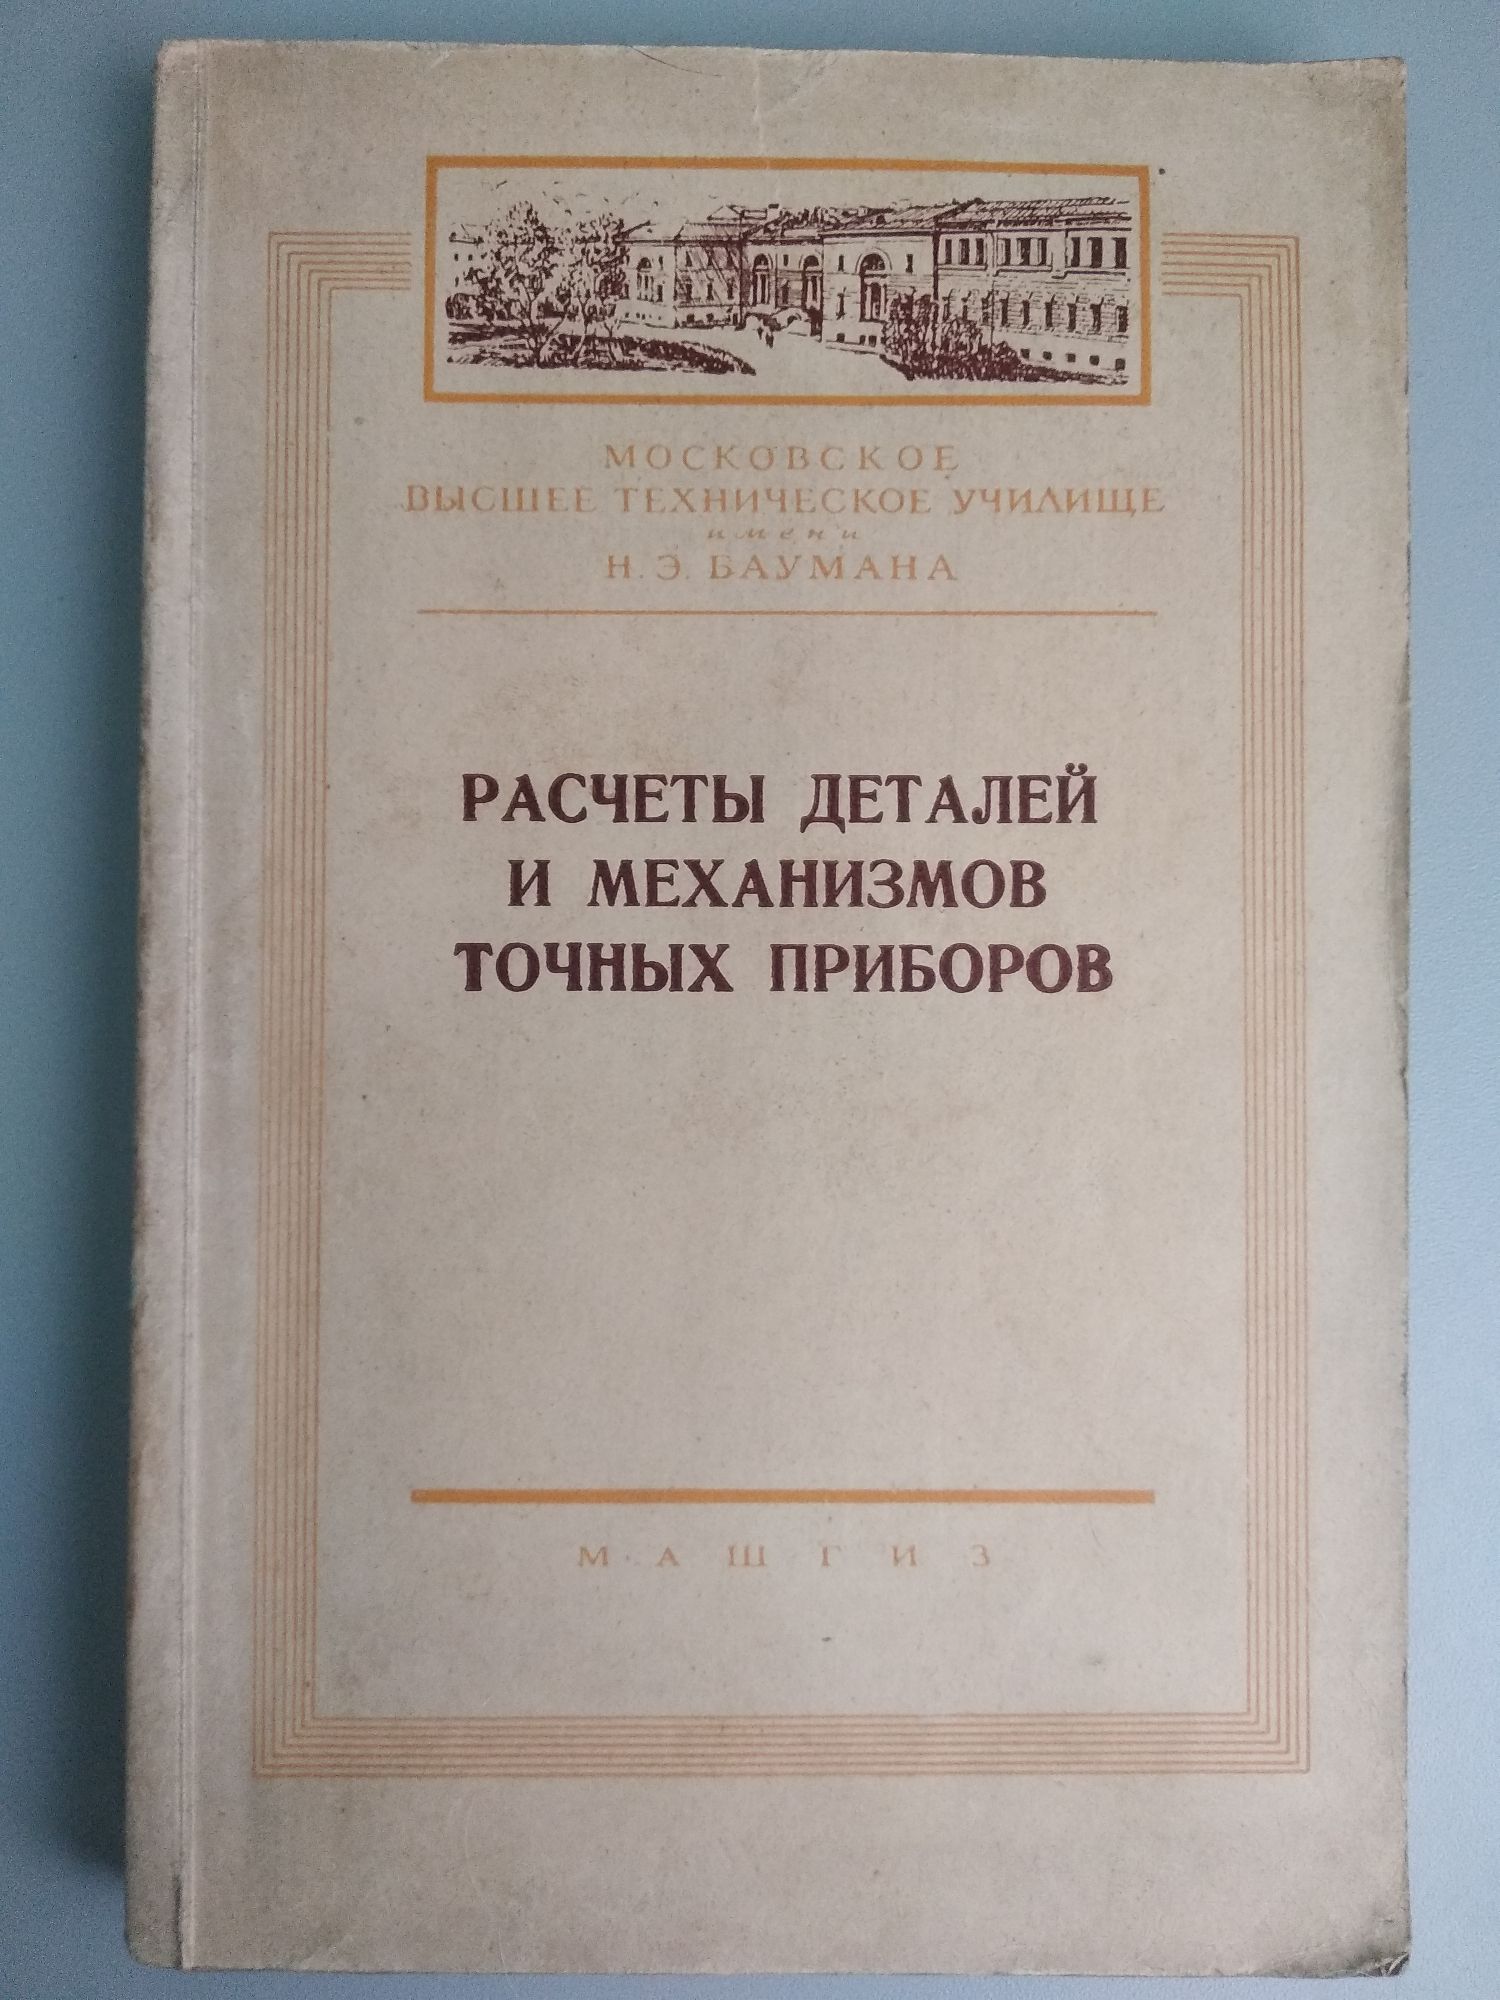 МОСКОВСКОЕ
ВЫСШЕЕ ТЕХНИЧЕСКОЕ УЧИЛИЩЕ
имени
Н. Э. БАУМАНА
РАСЧЕТЫ ДЕТАЛЕЙ
И МЕХАНИЗМОВ
ТОЧНЫХ ПРИБОРОВ
МАШГИЗ